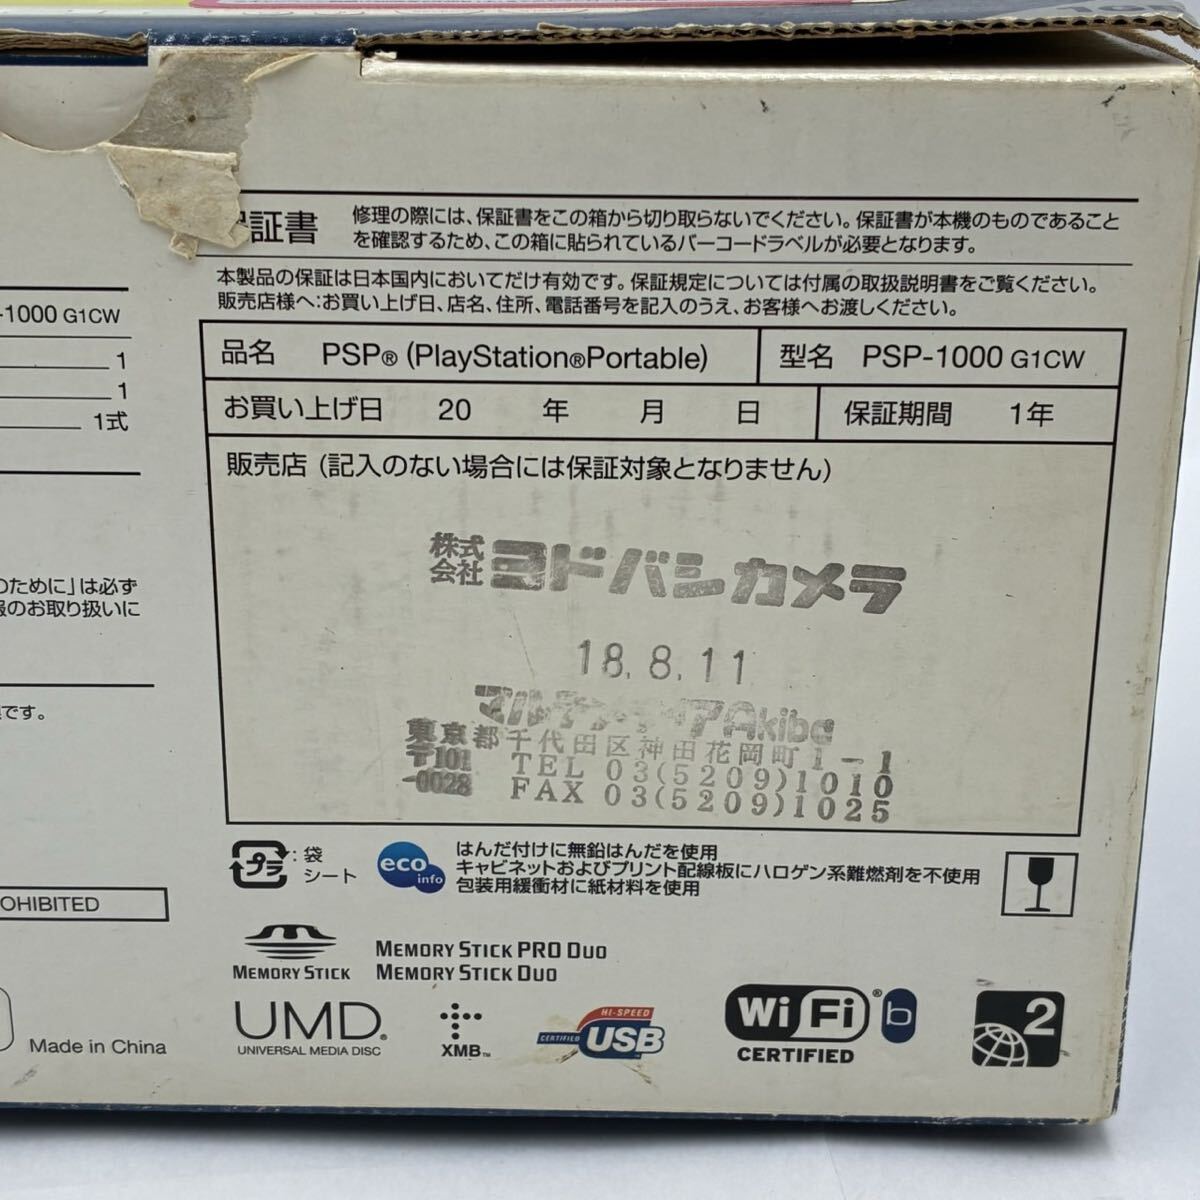 -1000 G1CW
1
1
1式
のために」は必ず
報のお取り扱いに
です。
OHIBITED
Made in China
証書
修理の際には、保証書をこの箱から切り取らないでください。保証書が本機のものであること
を確認するため、この箱に貼られているバーコードラベルが必要となります。
本製品の保証は日本国内においてだけ有効です。保証規定については付属の取扱説明書をご覧ください。
販売店様へ:お買い上げ日、店名、住所、電話番号を記入のうえ、お客様へお渡しください。
品名 PSP® (PlayStation®Portable) 型名 PSP-1000 G1CW
お買い上げ日 20 年 月 日 保証期間 1年
販売店 (記入のない場合には保証対象となりません)
株式会社 ヨドバシカメラ
18.8.11
マルチメディアAkiba
東京都千代田区神田花岡町1-1
〒101-0028
TEL 03(5209)1010
FAX 03(5209)1025
プラ :袋
シート
eco info
はんだ付けに無鉛はんだを使用
キャビネットおよびプリント配線板にハロゲン系難燃剤を不使用
包装用緩衝材に紙材料を使用
MEMORY STICK
MEMORY STICK PRO DUO
MEMORY STICK DUO
UMD®
UNIVERSAL MEDIA DISC
XMB™
HI-SPEED
CERTIFIED USB
Wi Fi® b
CERTIFIED
2